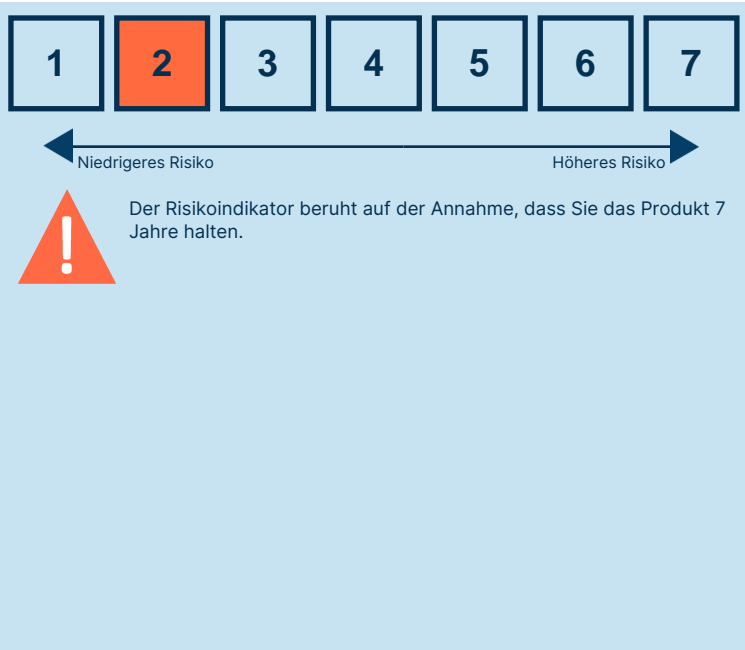 1 2 3 4 5 6 7
Niedrigeres Risiko Höheres Risiko
!
Der Risikoindikator beruht auf der Annahme, dass Sie das Produkt 7
Jahre halten.